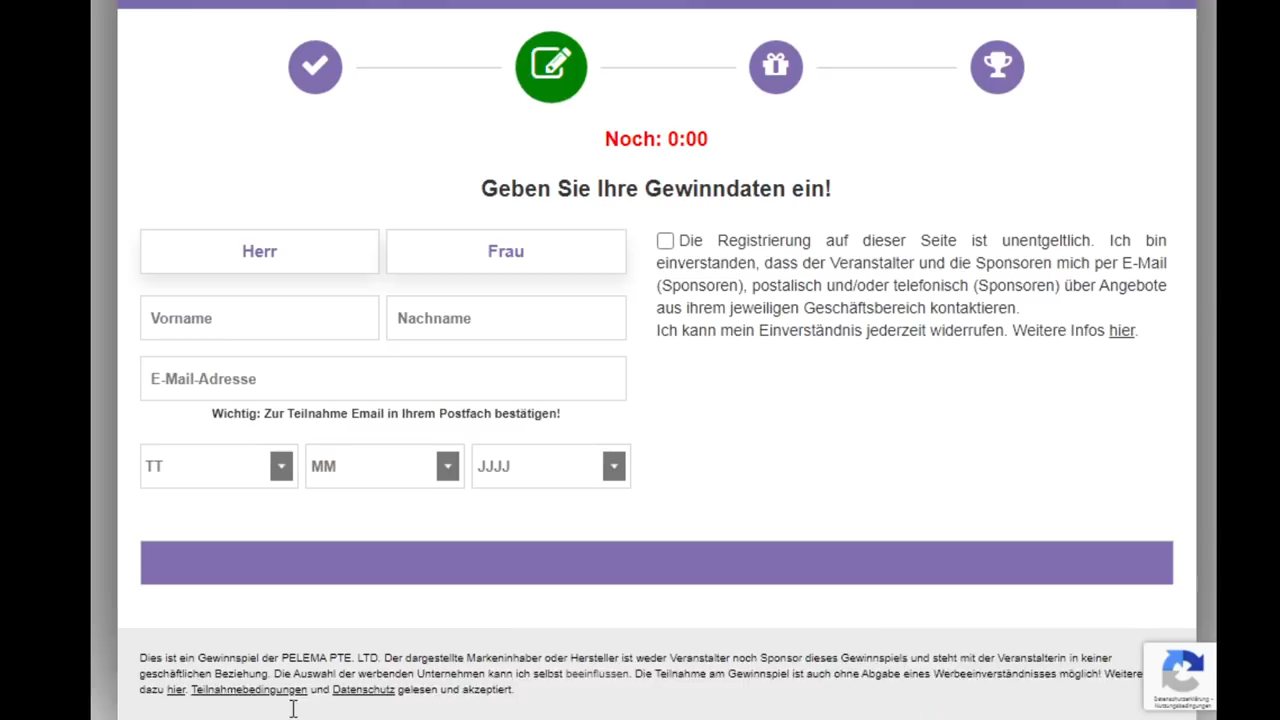 Noch: 0:00
Geben Sie Ihre Gewinndaten ein!
Herr
Frau
Vorname
Nachname
E-Mail-Adresse
Wichtig: Zur Teilnahme Email in Ihrem Postfach bestätigen!
TT
MM
JJJJ
Die Registrierung auf dieser Seite ist unentgeltlich. Ich bin
einverstanden, dass der Veranstalter und die Sponsoren mich per E-Mail
(Sponsoren), postalisch und/oder telefonisch (Sponsoren) über Angebote
aus ihrem jeweiligen Geschäftsbereich kontaktieren.
Ich kann mein Einverständnis jederzeit widerrufen. Weitere Infos hier.
Dies ist ein Gewinnspiel der PELEMA PTE. LTD. Der dargestellte Markeninhaber oder Hersteller ist weder Veranstalter noch Sponsor dieses Gewinnspiels und steht mit der Veranstalterin in keiner
geschäftlichen Beziehung. Die Auswahl der werbenden Unternehmen kann ich selbst beeinflussen. Die Teilnahme am Gewinnspiel ist auch ohne Abgabe eines Werbeeinverständnisses möglich! Weitere
dazu hier. Teilnahmebedingungen und Datenschutz gelesen und akzeptiert.
Datenschutzerklärung -
Nutzungsbedingungen